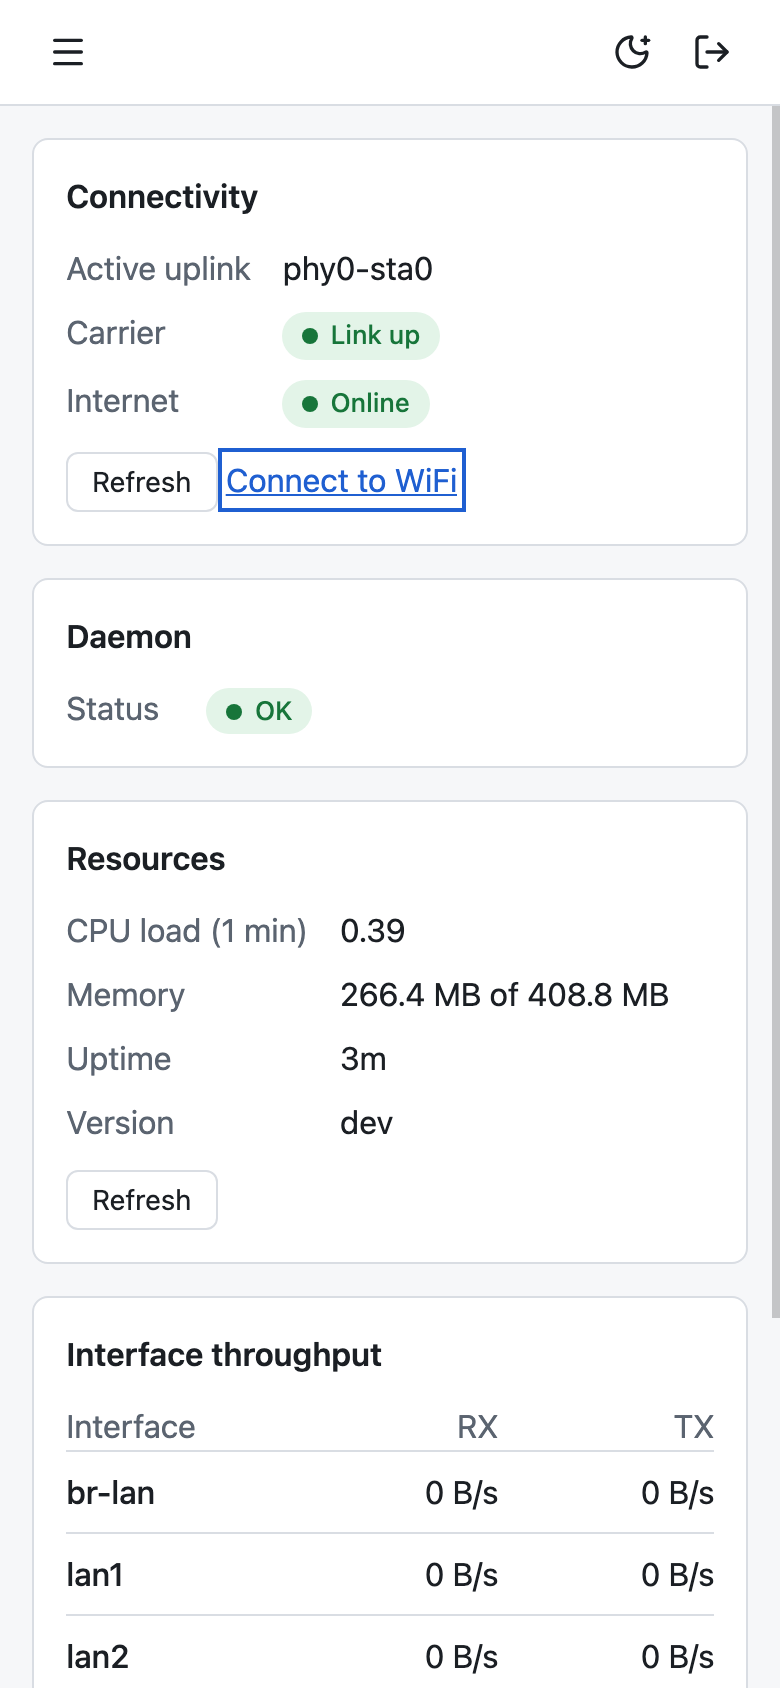 Connectivity
Active uplink phy0-sta0
Carrier Link up
Internet Online
Refresh Connect to WiFi
Daemon
Status OK
Resources
CPU load (1 min) 0.39
Memory 266.4 MB of 408.8 MB
Uptime 3m
Version dev
Refresh
Interface throughput
Interface RX TX
br-lan 0 B/s 0 B/s
lan1 0 B/s 0 B/s
lan2 0 B/s 0 B/s